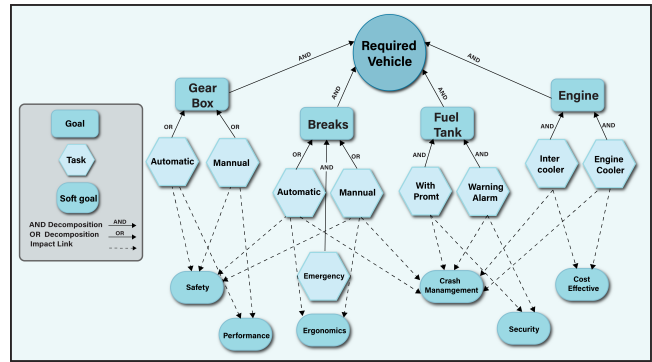 Required
Vehicle
AND
AND
AND
AND
Gear
Box
Breaks
Fuel
Tank
Engine
OR
OR
OR
AND
OR
AND
AND
AND
AND
Goal
Task
Soft goal
AND Decomposition
AND
OR Decomposition
OR
Impact Link
Automatic
Mannual
Automatic
Mannual
With
Promt
Warning
Alarm
Inter
cooler
Engine
Cooler
Emergency
Safety
Performance
Ergonomics
Crash
Mamgement
Security
Cost
Effective